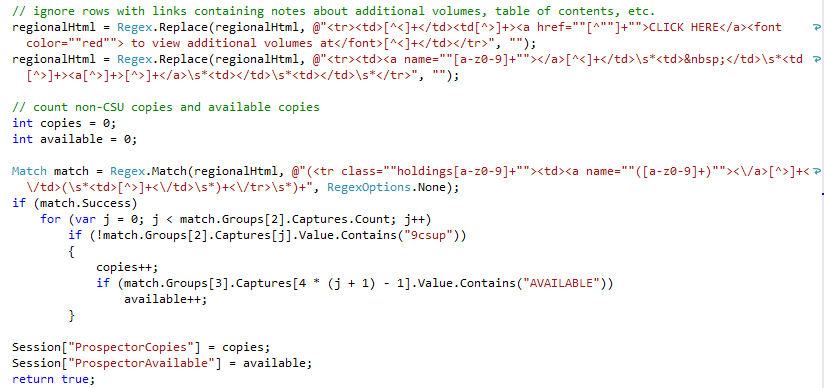 // ignore rows with links containing notes about additional volumes, table of contents, etc.
regionalHtml = Regex.Replace(regionalHtml, @"<tr><td>[^<]+</td><td[^>]+><a href=""[^""]+"">CLICK HERE</a><font
color=""red""> to view additional volumes at</font>[^<]+</td></tr>", "");
regionalHtml = Regex.Replace(regionalHtml, @"<tr><td><a name=""[a-z0-9]+""></a>[^<]+</td>\s*<td>&nbsp;</td>\s*<td
[^>]+><a[^>]+>[^>]+</a>\s*<td></td>\s*<td></td>\s*</tr>", "");
// count non-CSU copies and available copies
int copies = 0;
int available = 0;
Match match = Regex.Match(regionalHtml, @"(<tr class=""holdings[a-z0-9]+""><td><a name=""([a-z0-9]+)""><\/a>[^>]+<
\/td>(\s*<td>[^>]+<\/td>\s*)+<\/tr>\s*)+", RegexOptions.None);
if (match.Success)
for (var j = 0; j < match.Groups[2].Captures.Count; j++)
if (!match.Groups[2].Captures[j].Value.Contains("9csup"))
{
copies++;
if (match.Groups[3].Captures[4 * (j + 1) - 1].Value.Contains("AVAILABLE"))
available++;
}
Session["ProspectorCopies"] = copies;
Session["ProspectorAvailable"] = available;
return true;